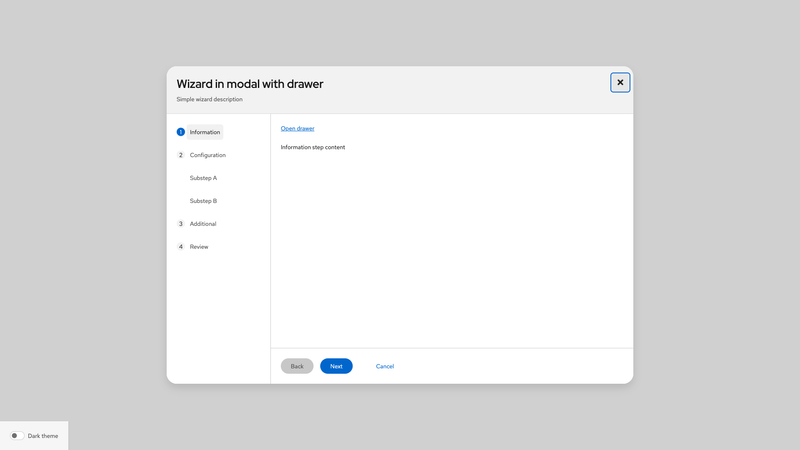 Wizard in modal with drawer
Simple wizard description
1 Information
2 Configuration
Substep A
Substep B
3 Additional
4 Review
Open drawer
Information step content
Back Next Cancel
Dark theme